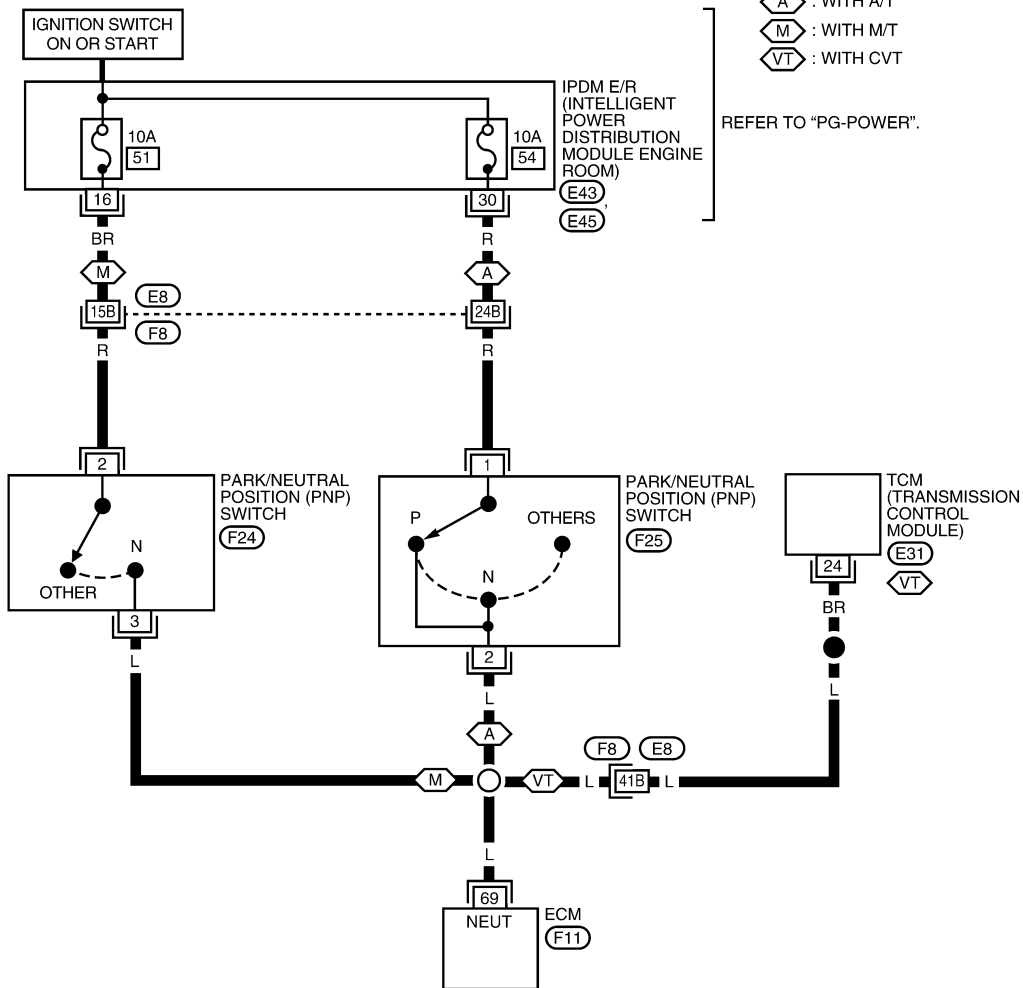 A : WITH A/T
M : WITH M/T
VT : WITH CVT
IGNITION SWITCH
ON OR START
IPDM E/R
(INTELLIGENT
POWER
DISTRIBUTION
MODULE ENGINE
ROOM)
E43 ,
E45
REFER TO “PG-POWER”.
10A
51
10A
54
16
30
BR
R
M
A
15B
E8
24B
F8
R
R
2
1
PARK/NEUTRAL
POSITION (PNP)
SWITCH
F24
N
OTHER
3
PARK/NEUTRAL
POSITION (PNP)
SWITCH
F25
P
OTHERS
N
2
TCM
(TRANSMISSION
CONTROL
MODULE)
E31
VT
24
BR
L
L
L
A
F8
E8
M
VT
L
41B
L
L
69
NEUT
ECM
F11